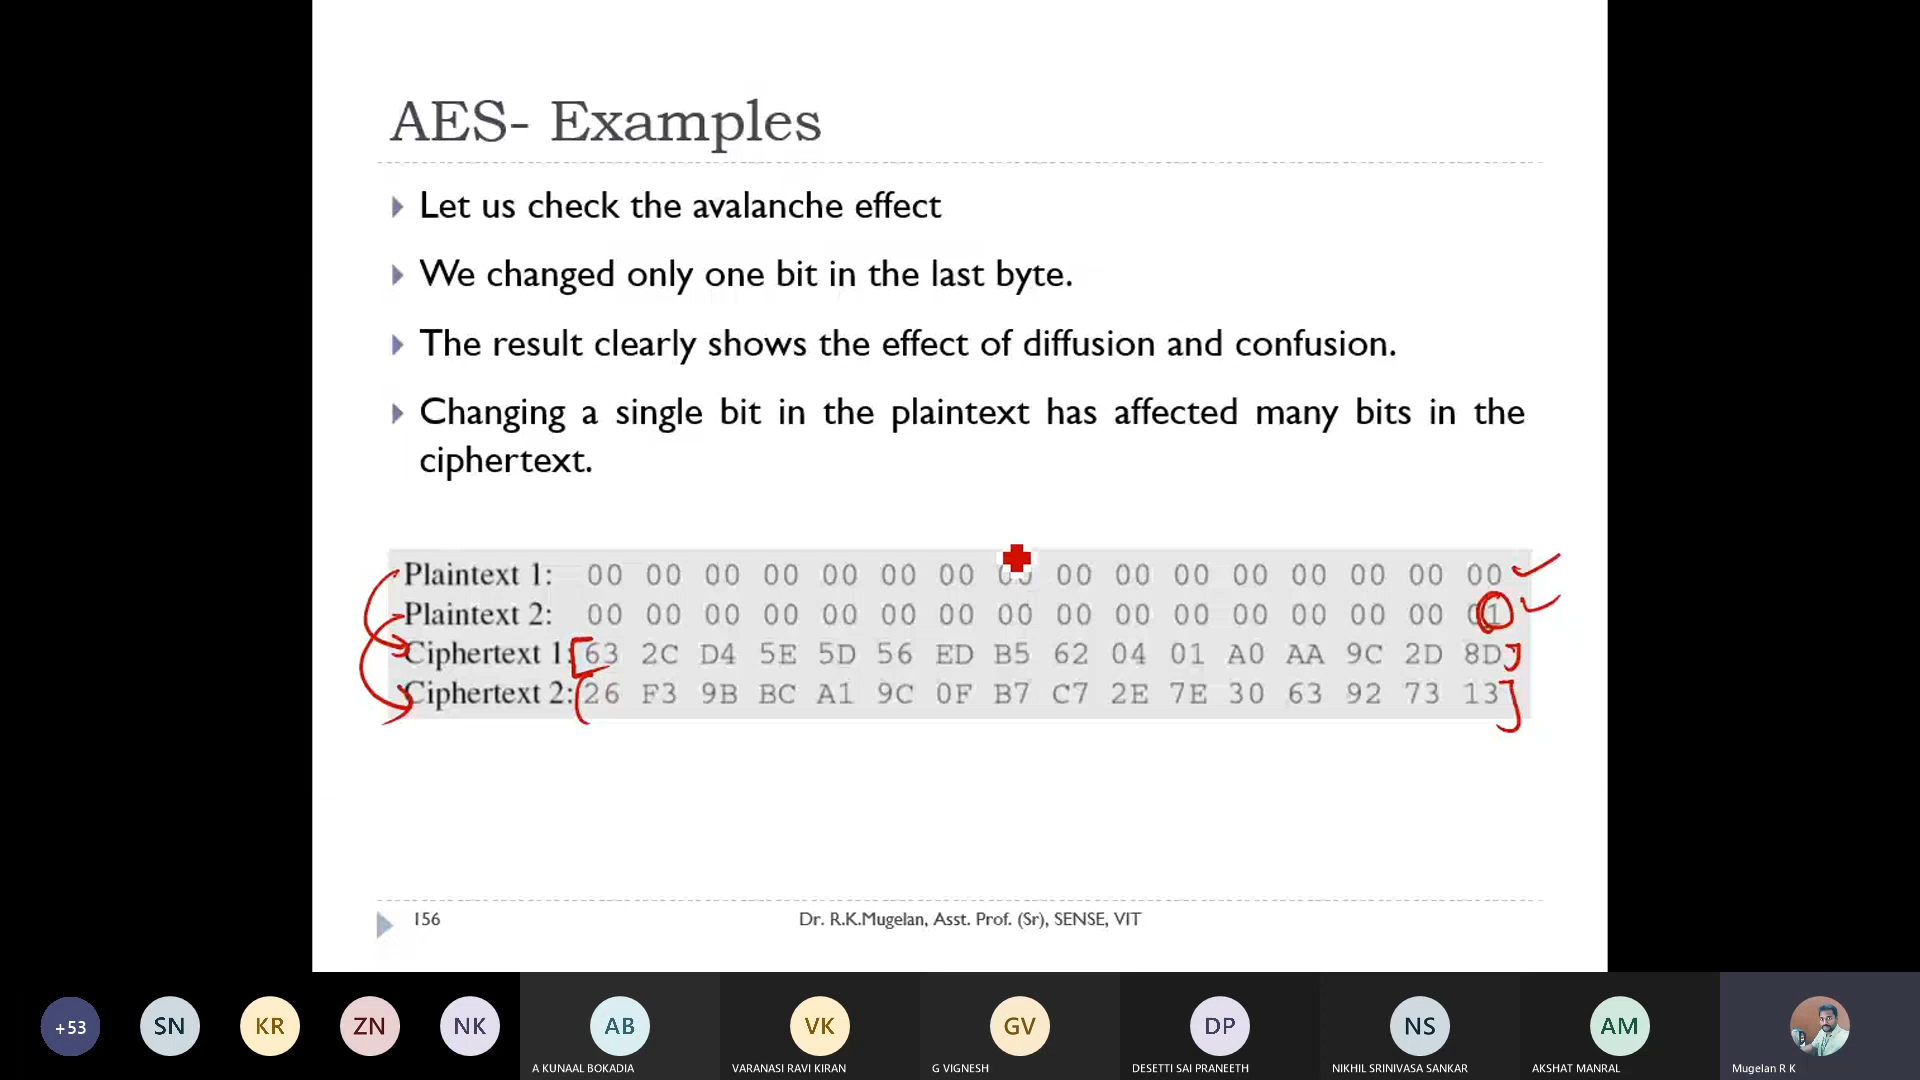 AES- Examples
Let us check the avalanche effect
We changed only one bit in the last byte.
The result clearly shows the effect of diffusion and confusion.
Changing a single bit in the plaintext has affected many bits in the
ciphertext.
Plaintext 1: 00 00 00 00 00 00 00 00 00 00 00 00 00 00 00 00
Plaintext 2: 00 00 00 00 00 00 00 00 00 00 00 00 00 00 00 01
Ciphertext 1: 63 2C D4 5E 5D 56 ED B5 62 04 01 A0 AA 9C 2D 8D
Ciphertext 2: 26 F3 9B BC A1 9C 0F B7 C7 2E 7E 30 63 92 73 13
156 Dr. R.K.Mugelan, Asst. Prof. (Sr), SENSE, VIT
+53 SN KR ZN NK AB VK GV DP NS AM
A KUNAAL BOKADIA VARANASI RAVI KIRAN G VIGNESH DESETTI SAI PRANEETH NIKHIL SRINIVASA SANKAR AKSHAT MANRAL Mugelan R K